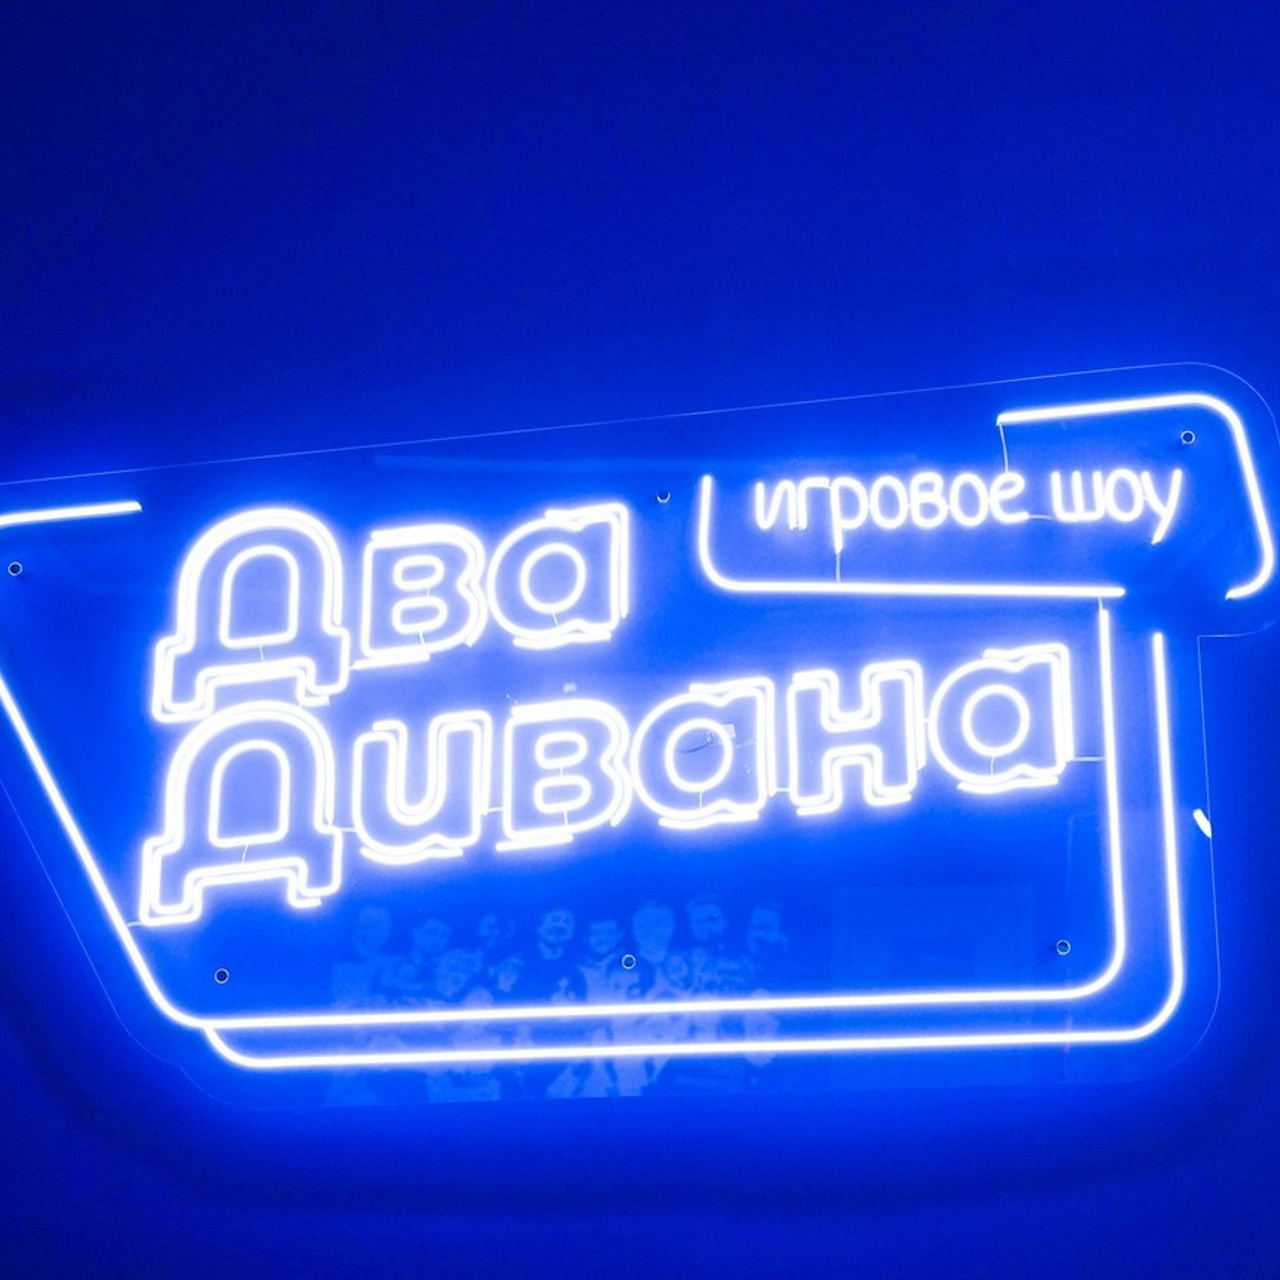 Два
игровое шоу
Дивана